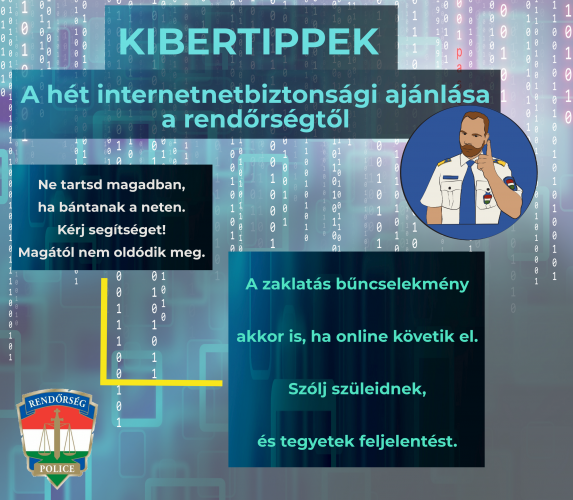 KIBERTIPPEK
A hét internetnetbiztonsági ajánlása
a rendőrségtől
Ne tartsd magadban,
ha bántanak a neten.
Kérj segítséget!
Magától nem oldódik meg.
A zaklatás bűncselekmény
akkor is, ha online követik el.
Szólj szüleidnek,
és tegyetek feljelentést.
RENDŐRSÉG
POLICE